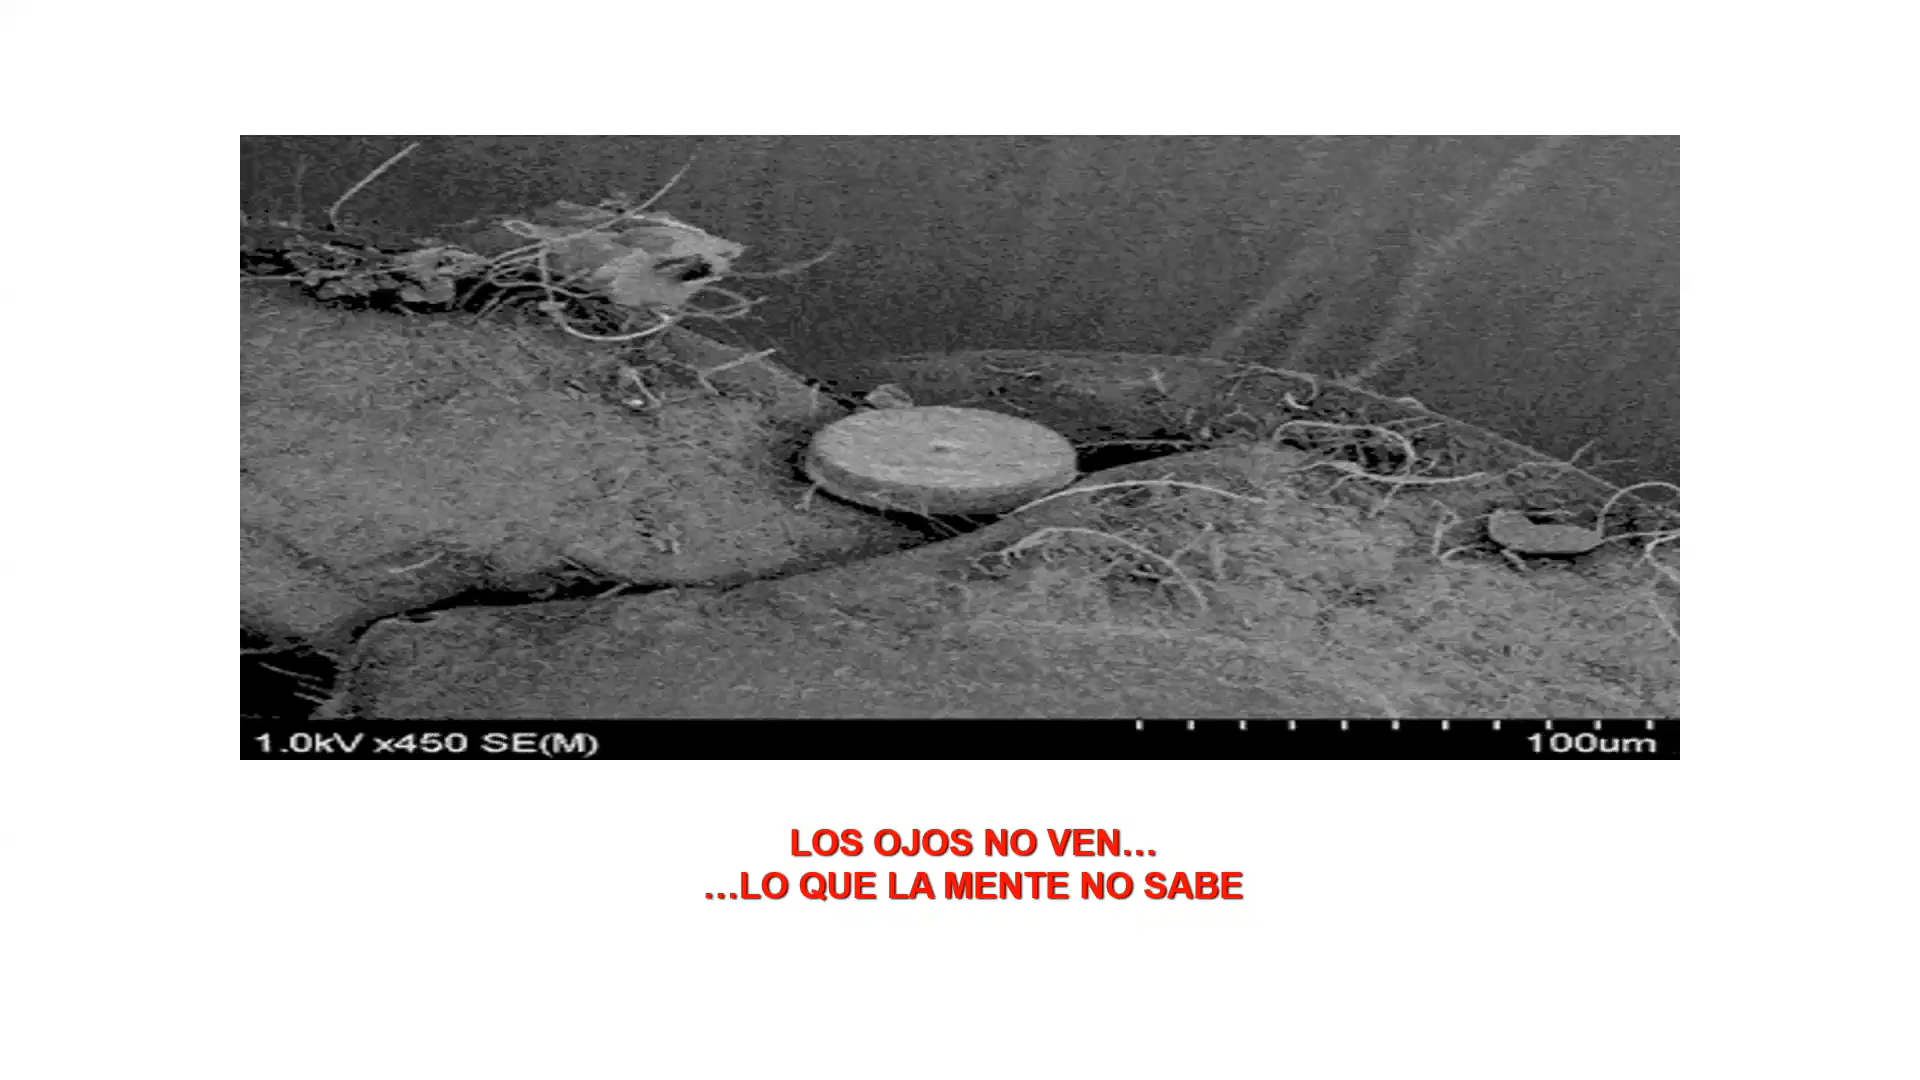 1.0kV x450 SE(M)
100um
LOS OJOS NO VEN...
...LO QUE LA MENTE NO SABE